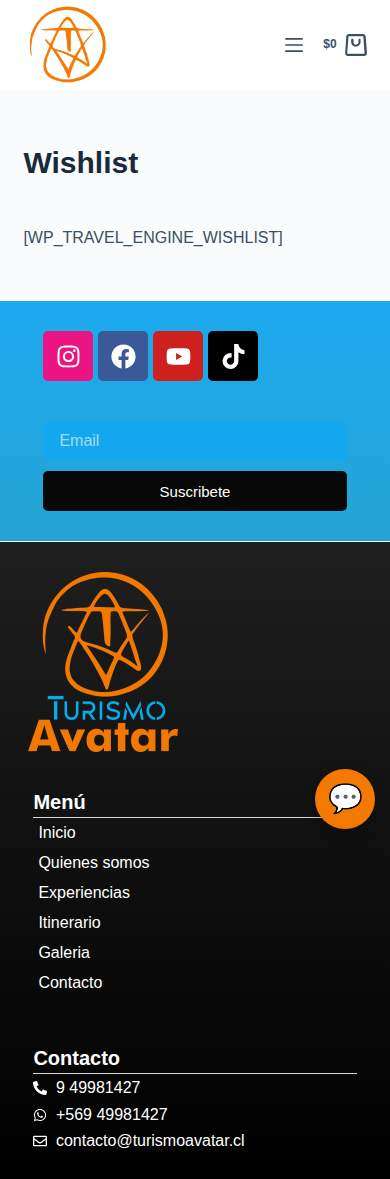 $0
Wishlist
[WP_TRAVEL_ENGINE_WISHLIST]
Email
Suscribete
TURISMO
Avatar
Menú
Inicio
Quienes somos
Experiencias
Itinerario
Galeria
Contacto
Contacto
9 49981427
+569 49981427
contacto@turismoavatar.cl